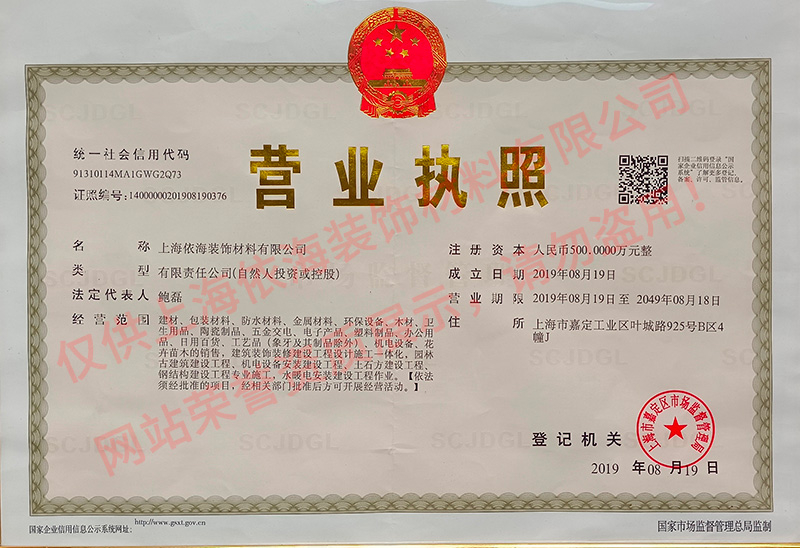 统一社会信用代码
91310114MA1GWG2Q73
证照编号:14000000201908190376
营业执照
扫描二维码登录“国
家企业信用信息公示
系统”了解更多登记、
备案、许可、监管信息。
名 称 上海依海装饰材料有限公司
类 型 有限责任公司(自然人投资或控股)
法定代表人 鲍磊
经营范围 建材、包装材料、防水材料、金属材料、环保设备、木材、卫
生用品、陶瓷制品、五金交电、电子产品、塑料制品、办公用
品、日用百货、工艺品(象牙及其制品除外)、机电设备、花
卉苗木的销售,建筑装饰装修建设工程设计施工一体化,园林
古建筑建设工程、机电设备安装建设工程、土石方建设工程、
钢结构建设工程专业施工,水暖电安装建设工程作业。【依法
须经批准的项目,经相关部门批准后方可开展经营活动。】
注册资本 人民币500.0000万元整
成立日期 2019年08月19日
营业期限 2019年08月19日 至 2049年08月18日
住 所 上海市嘉定工业区叶城路925号B区4
幢J
登记机关
上海市嘉定区市场监督管理局
2019 年08 月19 日
国家企业信用信息公示系统网址:http://www.gsxt.gov.cn
国家市场监督管理总局监制
SCJDGL
仅供上海依海装饰材料有限公司